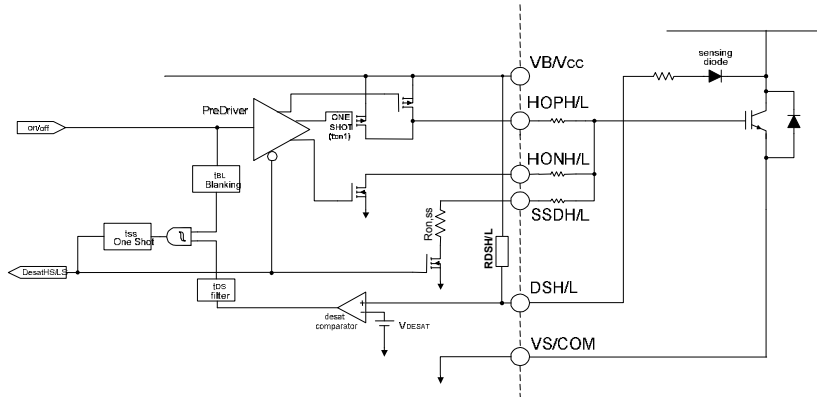 VB/Vcc
sensing
diode
PreDriver
HOPH/L
ONE
SHOT
(ton1)
on/off
tBL
Blanking
HONH/L
SSDH/L
tss
One Shot
Ron,ss
RDSH/L
DesatHS/LS
tDS
filter
DSH/L
desat
comparator
VDESAT
VS/COM